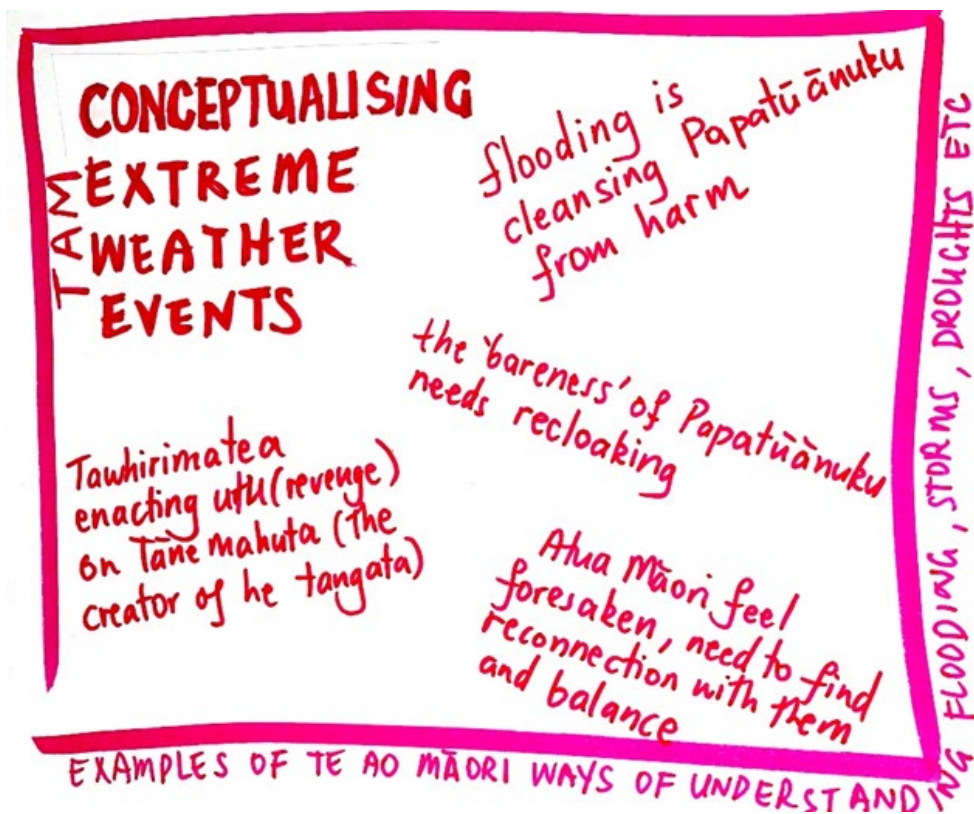 CONCEPTUALISING
EXTREME
WEATHER
EVENTS
TAM
flooding is
cleansing Papatūānuku
from harm
the 'bareness' of Papatūānuku
needs recloaking
Tawhirimatea
enacting utu (revenge)
on Tāne mahuta (the
creator of he tangata)
Atua Māori feel
foresaken, need to find
reconnection with them
and balance
EXAMPLES OF TE AO MĀORI WAYS OF UNDERSTANDING FLOODING, STORMS, DROUGHTS ETC